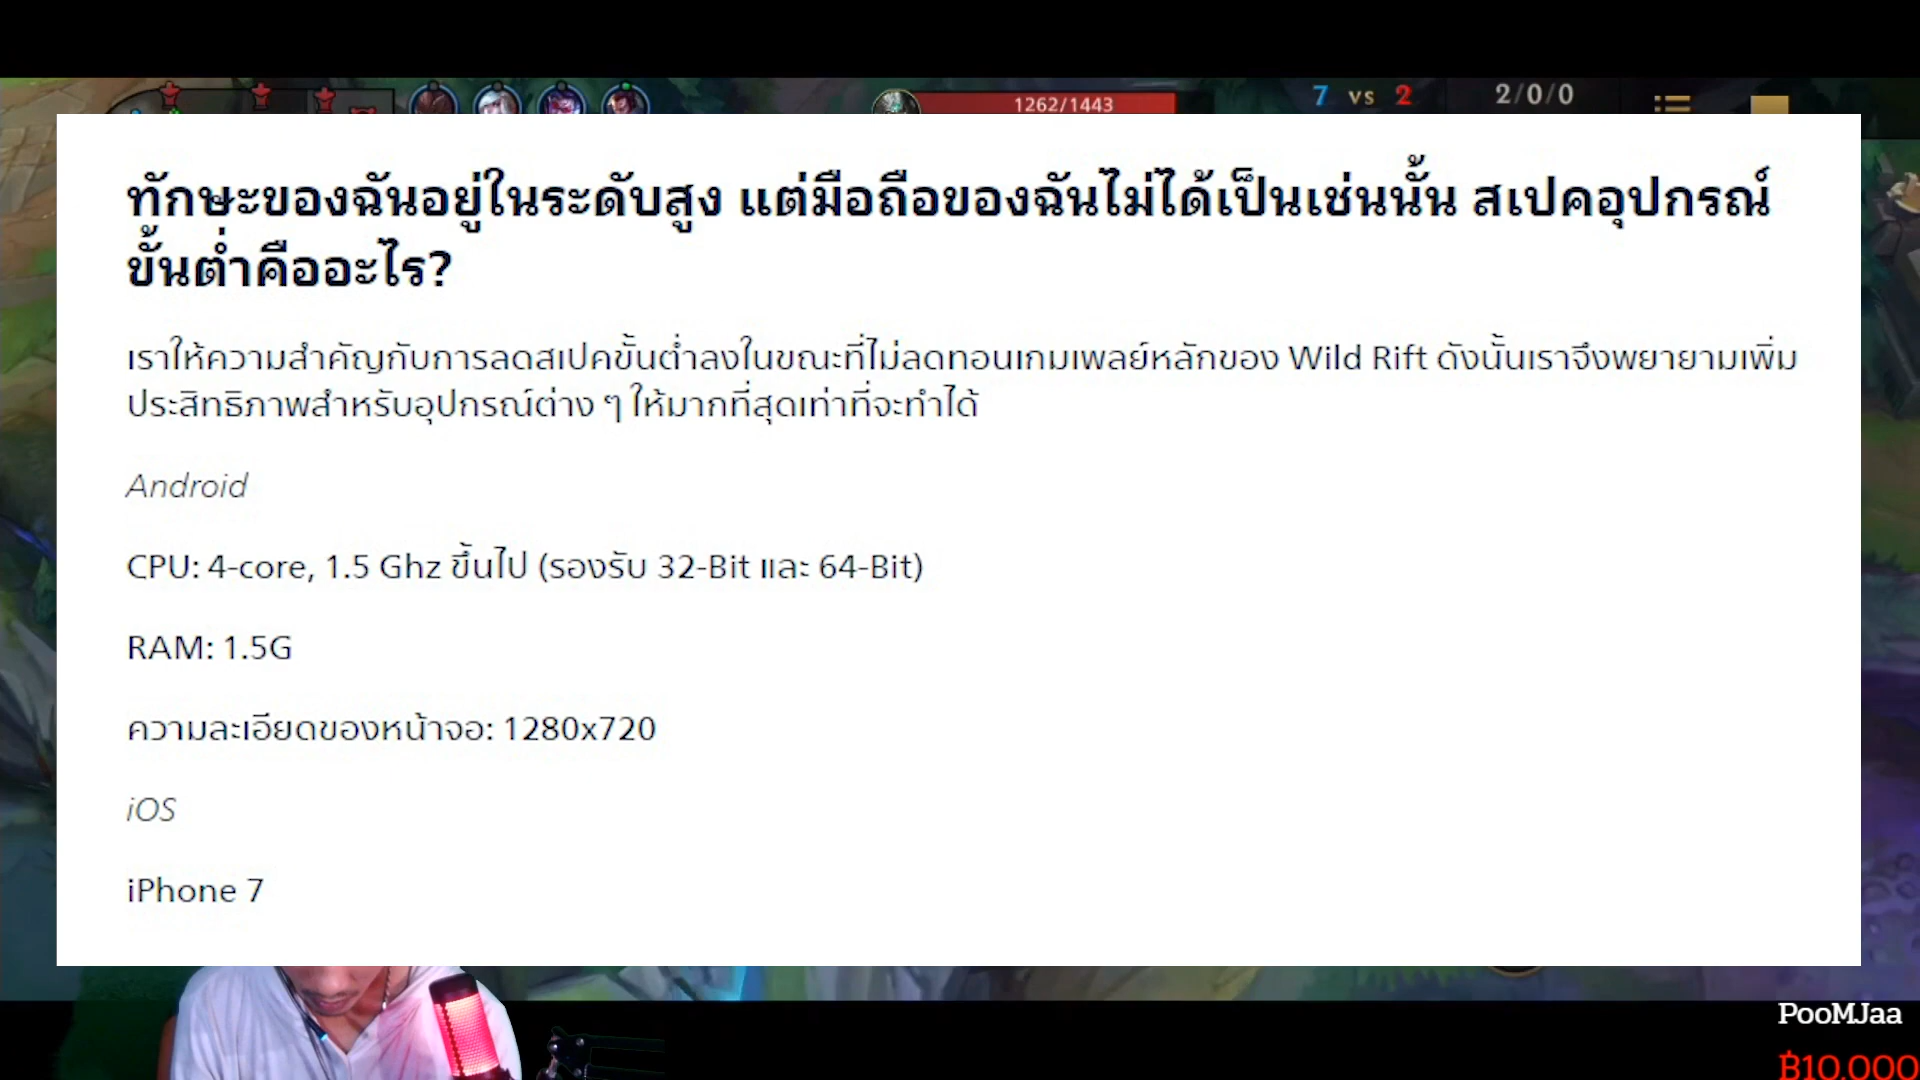 1262/1443
7 vs 2
2/0/0
ทักษะของฉันอยู่ในระดับสูง แต่มือถือของฉันไม่ได้เป็นเช่นนั้น สเปคอุปกรณ์
ขั้นต่ำคืออะไร?
เราให้ความสำคัญกับการลดสเปคขั้นต่ำลงในขณะที่ไม่ลดทอนเกมเพลย์หลักของ Wild Rift ดังนั้นเราจึงพยายามเพิ่ม
ประสิทธิภาพสำหรับอุปกรณ์ต่าง ๆ ให้มากที่สุดเท่าที่จะทำได้
Android
CPU: 4-core, 1.5 Ghz ขึ้นไป (รองรับ 32-Bit และ 64-Bit)
RAM: 1.5G
ความละเอียดของหน้าจอ: 1280x720
iOS
iPhone 7
PooMJaa
฿10,000